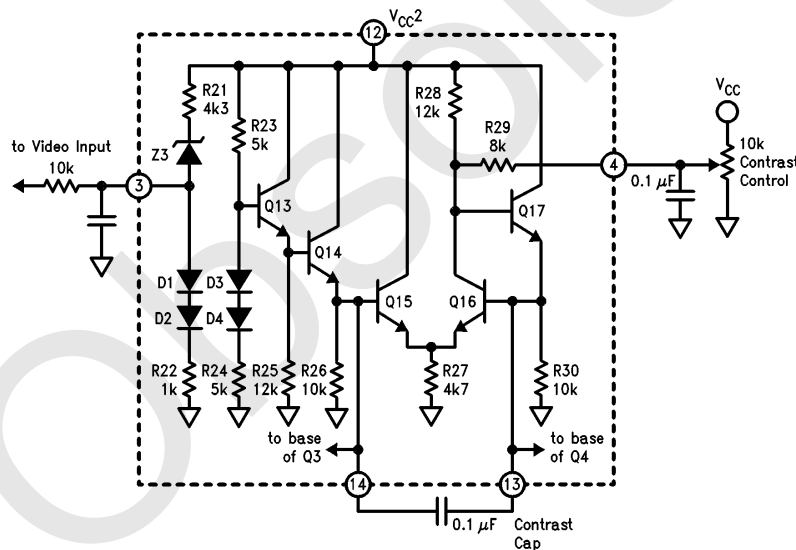 Obsolete
V_CC2
12
R21
4k3
R23
5k
R28
12k
R29
8k
V_CC
to Video Input
10k
Z3
3
4
10k
Contrast
Control
0.1 µF
Q13
Q17
Q14
D1
D3
Q15
Q16
D2
D4
R22
1k
R24
5k
R25
12k
R26
10k
R27
4k7
R30
10k
to base
of Q3
to base
of Q4
14
13
0.1 µF
Contrast
Cap